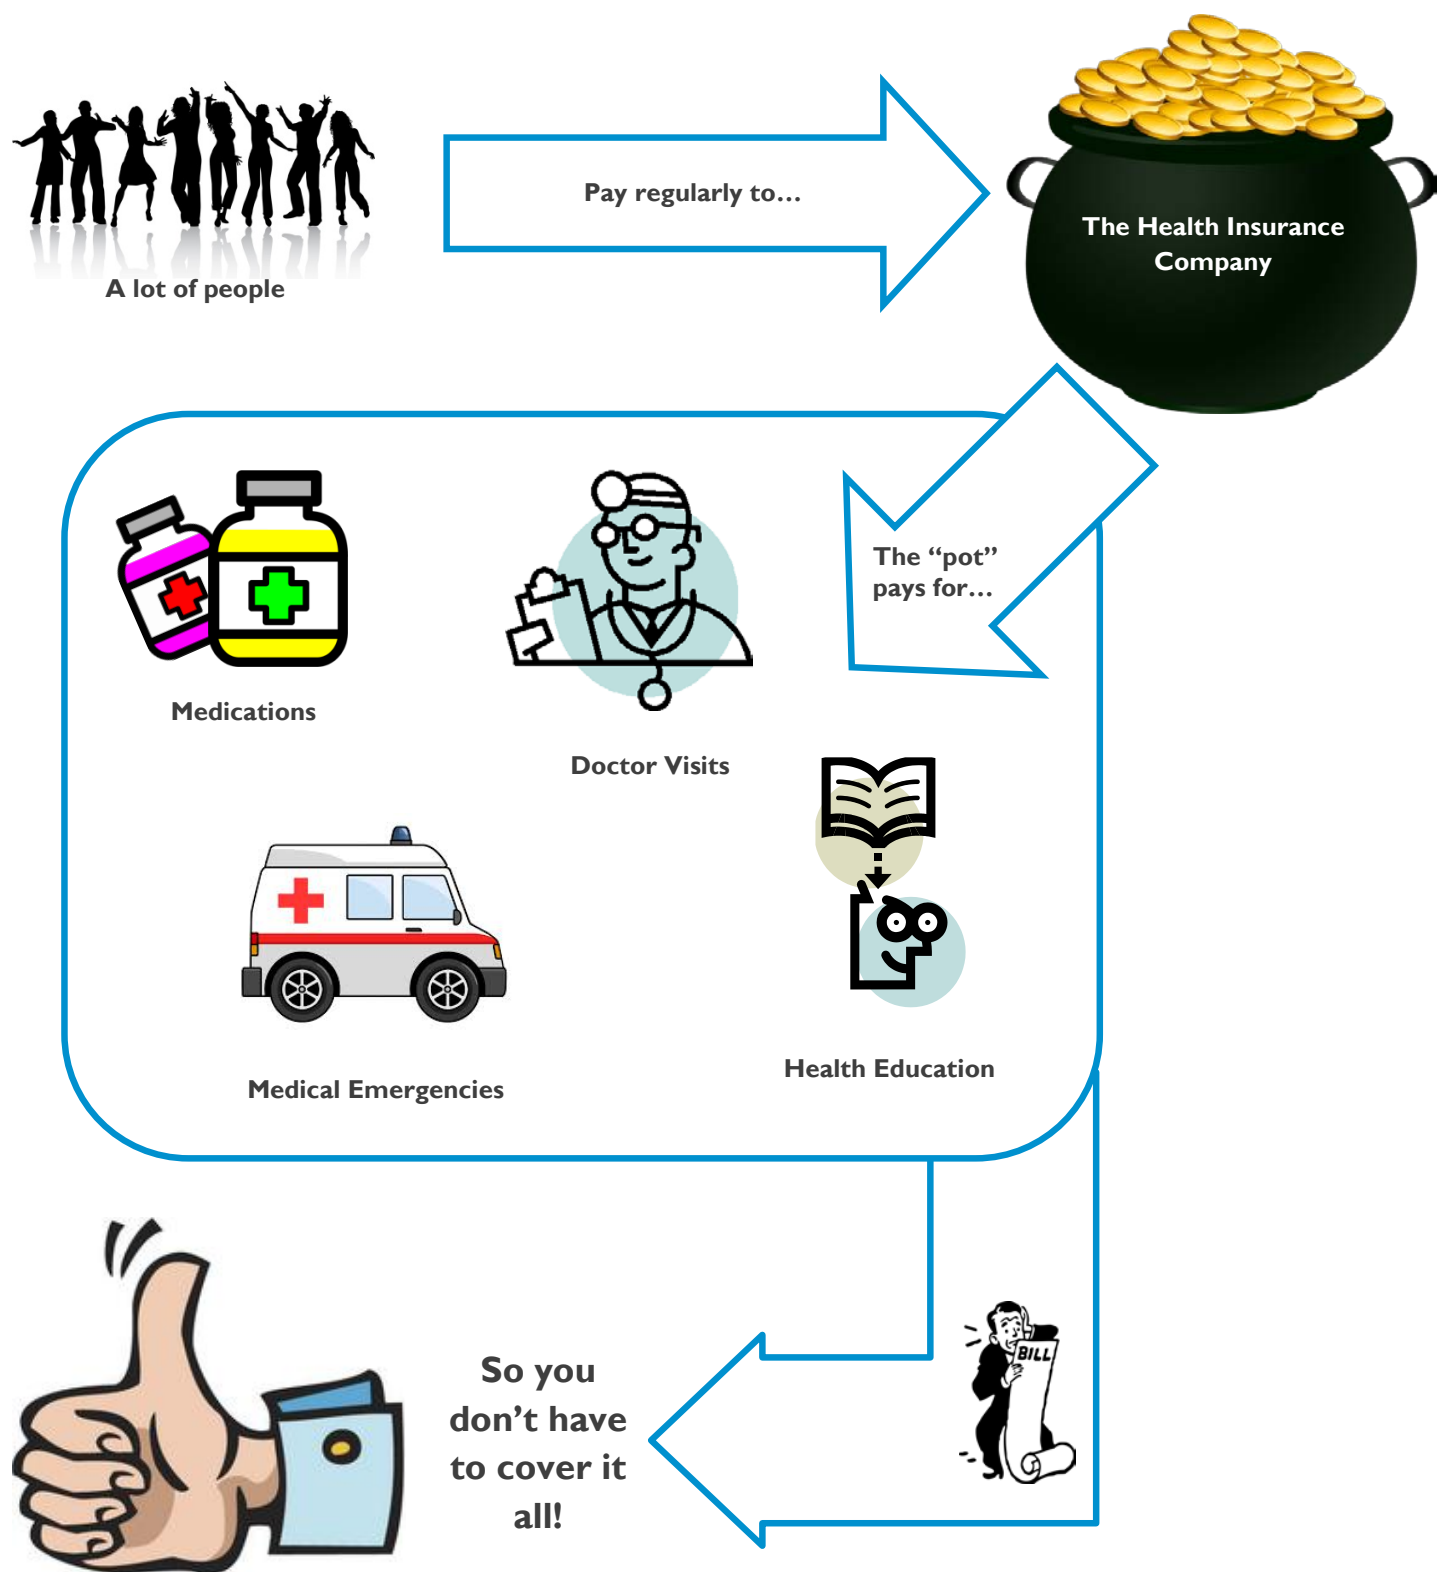 A lot of people
Pay regularly to…
The Health Insurance
Company
The “pot”
pays for…
Medications
Doctor Visits
Medical Emergencies
Health Education
BILL
So you
don’t have
to cover it
all!